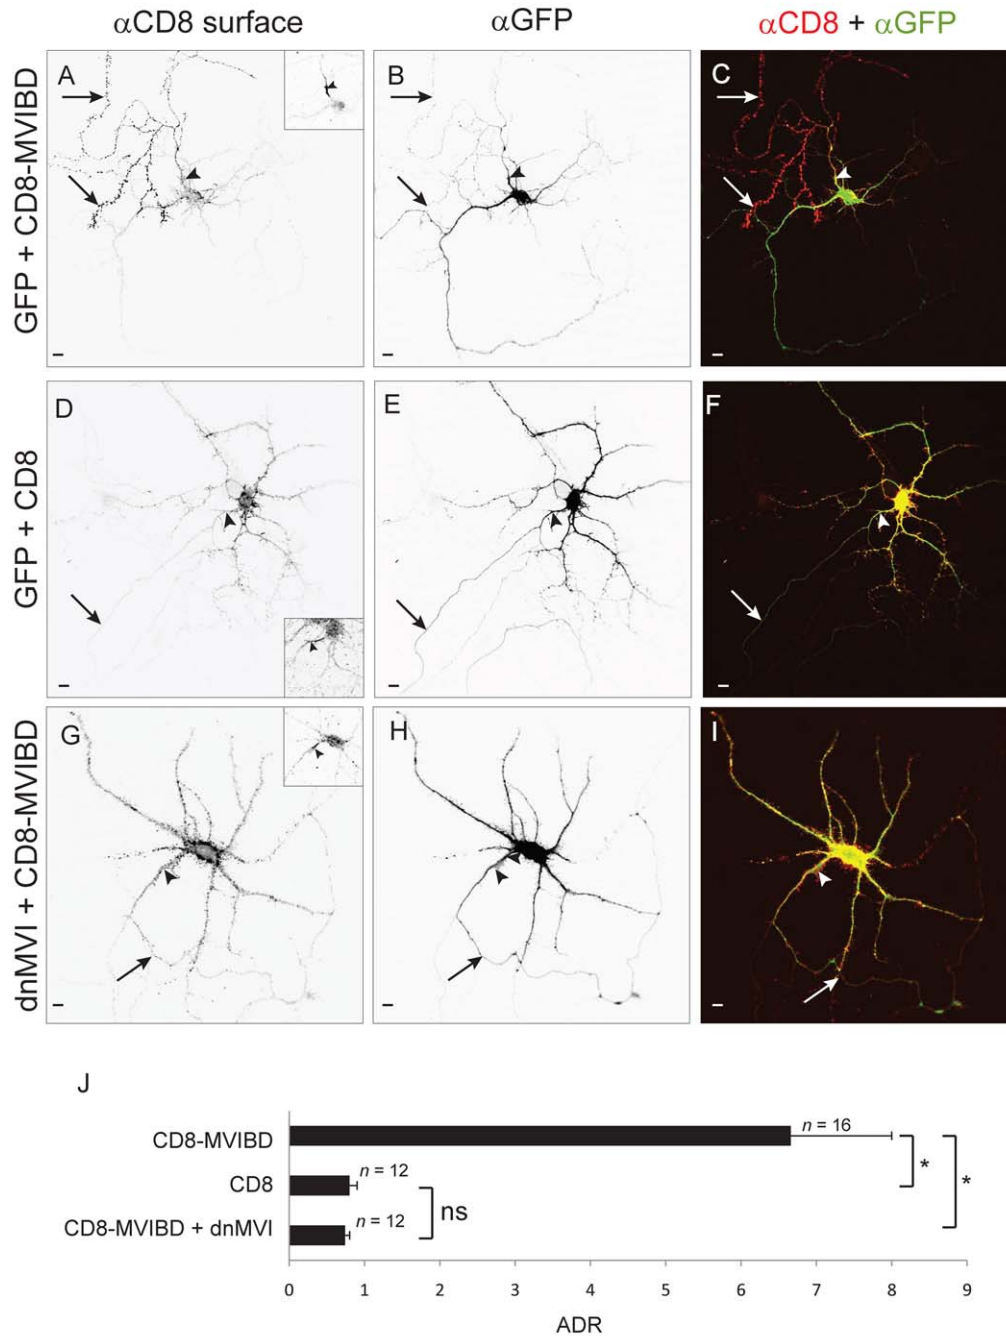 αCD8 surface
αGFP
αCD8 + αGFP
GFP + CD8-MVIBD
A
B
C
GFP + CD8
D
E
F
dnMVI + CD8-MVIBD
G
H
I
J
CD8-MVIBD
n = 16
*
*
CD8
n = 12
ns
CD8-MVIBD + dnMVI
n = 12
0 1 2 3 4 5 6 7 8 9
ADR